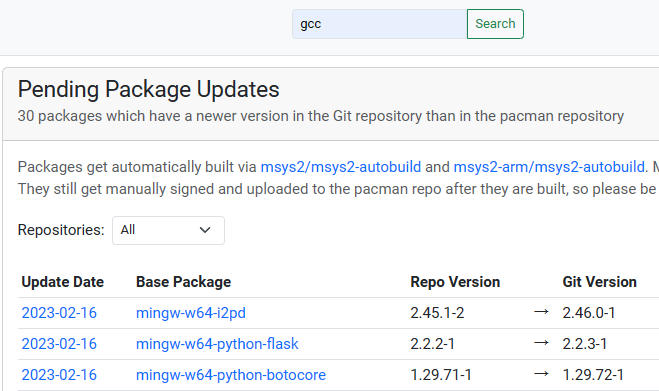 gcc Search
Pending Package Updates
30 packages which have a newer version in the Git repository than in the pacman repository
Packages get automatically built via msys2/msys2-autobuild and msys2-arm/msys2-autobuild. M
They still get manually signed and uploaded to the pacman repo after they are built, so please be
Repositories: All
Update Date Base Package Repo Version Git Version
2023-02-16 mingw-w64-i2pd 2.45.1-2 → 2.46.0-1
2023-02-16 mingw-w64-python-flask 2.2.2-1 → 2.2.3-1
2023-02-16 mingw-w64-python-botocore 1.29.71-1 → 1.29.72-1